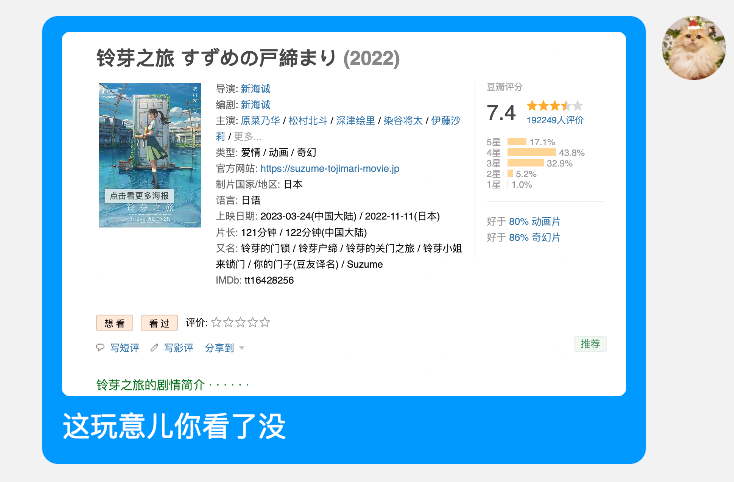 铃芽之旅 すずめの戸締まり (2022)
点击看更多海报
铃芽之旅
导演: 新海诚
编剧: 新海诚
主演: 原菜乃华 / 松村北斗 / 深津绘里 / 染谷将太 / 伊藤沙
莉 / 更多...
类型: 爱情 / 动画 / 奇幻
官方网站: https://suzume-tojimari-movie.jp
制片国家/地区: 日本
语言: 日语
上映日期: 2023-03-24(中国大陆) / 2022-11-11(日本)
片长: 121分钟 / 122分钟(中国大陆)
又名: 铃芽的门锁 / 铃芽户缔 / 铃芽的关门之旅 / 铃芽小姐
来锁门 / 你的门子(豆友译名) / Suzume
IMDb: tt16428256
豆瓣评分
7.4
192249人评价
5星 17.1%
4星 43.8%
3星 32.9%
2星 5.2%
1星 1.0%
好于 80% 动画片
好于 86% 奇幻片
想看 看过 评价:
写短评 写影评 分享到
推荐
铃芽之旅的剧情简介 · · · · · ·
这玩意儿你看了没